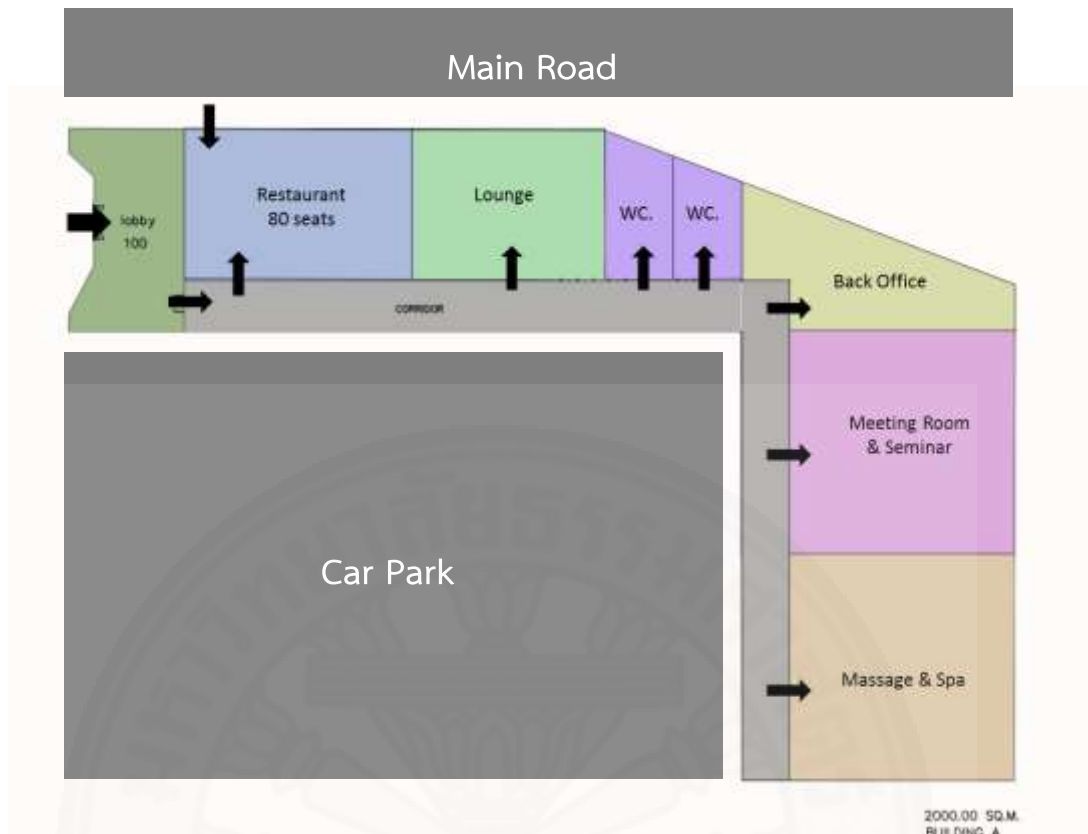 Main Road
Restaurant
80 seats
Lounge
WC.
WC.
lobby
100
Back Office
CORRIDOR
Meeting Room
& Seminar
Car Park
Massage & Spa
2000.00 SQ.M.
BUILDING A